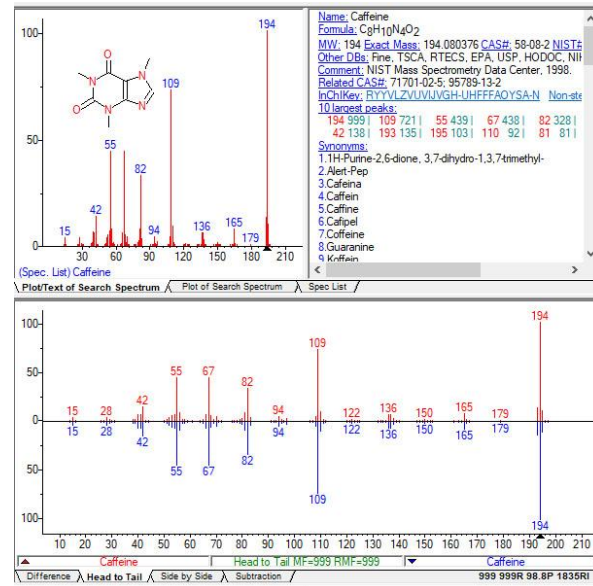 100-
194
109
50-
55
82
42
15
94
136
165
179
0
30 60 90 120 150 180 210
O
N
N
N
N
O
(Spec. List) Caffeine
Plot/Text of Search Spectrum Plot of Search Spectrum Spec List
Name: Caffeine
Formula: C8H10N4O2
MW: 194 Exact Mass: 194.080376 CAS#: 58-08-2 NIST#
Other DBs: Fine, TSCA, RTECS, EPA, USP, HODOC, NIH
Comment: NIST Mass Spectrometry Data Center, 1998.
Related CAS#: 71701-02-5; 95789-13-2
InChIKey: RYYVLZVUVIJVGH-UHFFFAOYSA-N Non-ste
10 largest peaks:
194 999 | 109 721 | 55 439 | 67 438 | 82 328 |
42 138 | 193 135 | 195 103 | 110 92 | 81 81 |
Synonyms:
1.1H-Purine-2,6-dione, 3,7-dihydro-1,3,7-trimethyl-
2.Alert-Pep
3.Cafeina
4.Caffein
5.Caffine
6.Cafipel
7.Coffeine
8.Guaranine
9.Koffein
100-
50-
0
50-
100-
15 28 42 55 67 82 94 109 122 136 150 165 179 194
15 28 42 55 67 82 94 109 122 136 150 165 179 194
10 20 30 40 50 60 70 80 90 100 110 120 130 140 150 160 170 180 190 200 210
Caffeine Head to Tail MF=999 RMF=999 Caffeine
Difference Head to Tail Side by Side Subtraction 999 999R 98.8P 1835RI